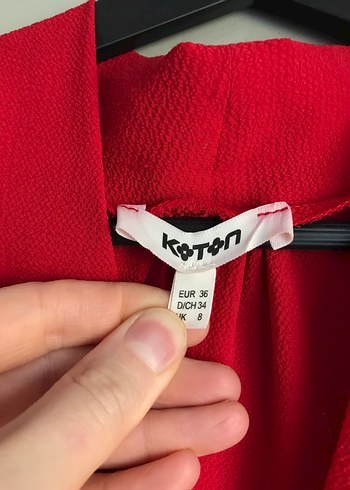 KOTON
EUR 36
D/CH 34
UK 8